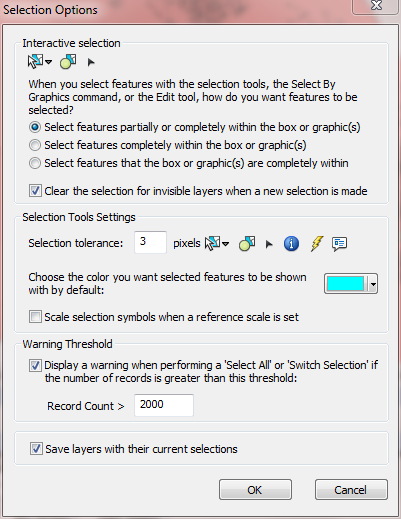 Selection Options
Interactive selection
When you select features with the selection tools, the Select By
Graphics command, or the Edit tool, how do you want features to be
selected?
Select features partially or completely within the box or graphic(s)
Select features completely within the box or graphic(s)
Select features that the box or graphic(s) are completely within
Clear the selection for invisible layers when a new selection is made
Selection Tools Settings
Selection tolerance: 3 pixels
Choose the color you want selected features to be shown
with by default:
Scale selection symbols when a reference scale is set
Warning Threshold
Display a warning when performing a 'Select All' or 'Switch Selection' if
the number of records is greater than this threshold:
Record Count > 2000
Save layers with their current selections
OK Cancel